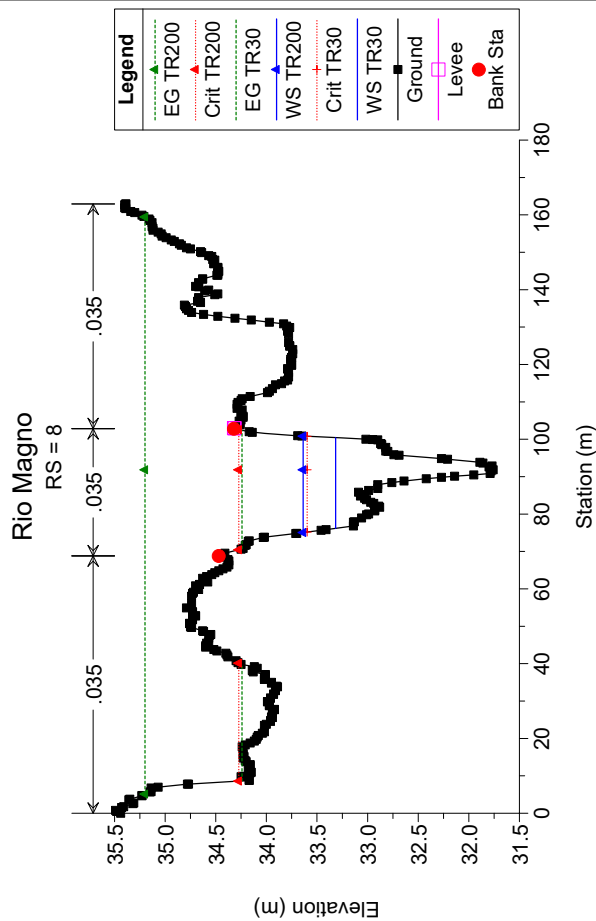 Rio Magno
RS = 8
.035
.035
.035
35.5
35.0
34.5
34.0
33.5
33.0
32.5
32.0
31.5
Elevation (m)
0
20
40
60
80
100
120
140
160
180
Station (m)
Legend
EG TR200
Crit TR200
EG TR30
WS TR200
Crit TR30
WS TR30
Ground
Levee
Bank Sta